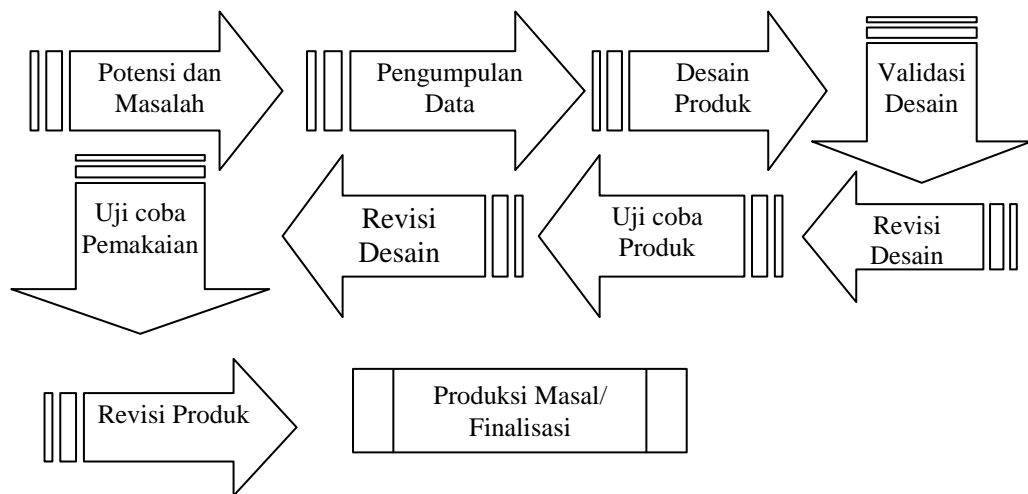 Potensi dan
Masalah
Pengumpulan
Data
Desain
Produk
Validasi
Desain
Revisi
Desain
Uji coba
Produk
Revisi
Desain
Uji coba
Pemakaian
Revisi Produk
Produksi Masal/
Finalisasi